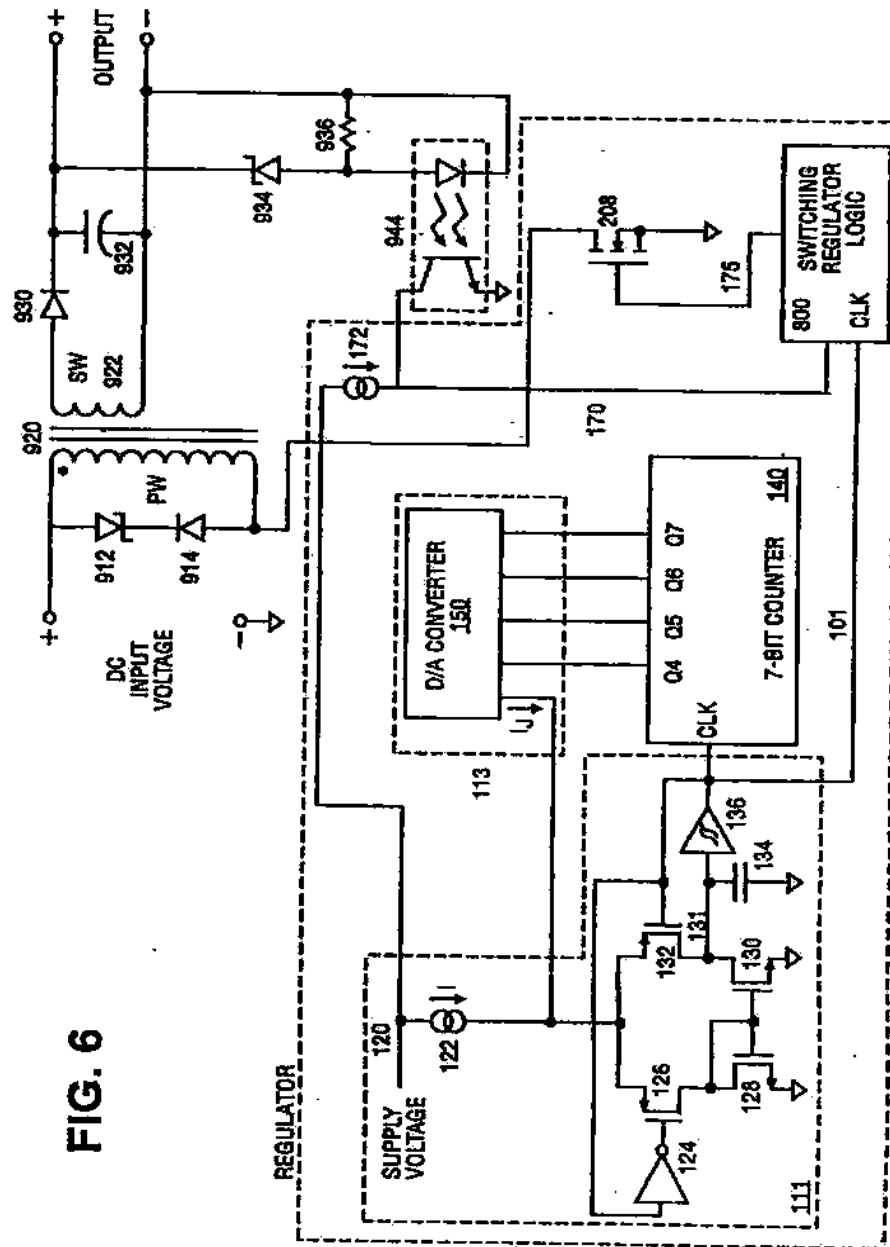 FIG. 6
REGULATOR
SUPPLY
VOLTAGE
120
122
I
124
126
128
130
131
132
134
136
111
113
IJ
D/A CONVERTER
150
Q4
Q5
Q6
Q7
CLK
7-BIT COUNTER
140
101
DC
INPUT
VOLTAGE
+
-
912
914
PW
920
SW
922
930
932
+
-
OUTPUT
934
936
944
172
I
170
208
175
800
SWITCHING
REGULATOR
LOGIC
CLK